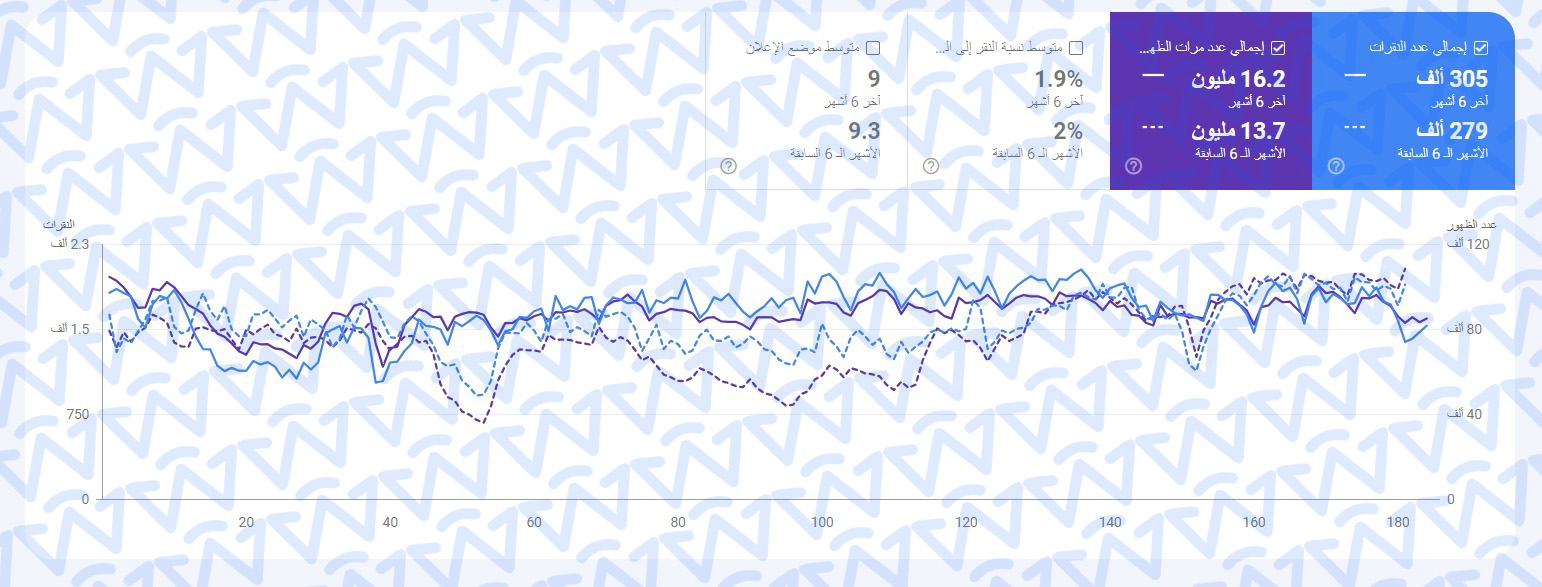 إجمالي عدد النقرات
305 ألف
آخر 6 أشهر
279 ألف
الأشهر الـ 6 السابقة
إجمالي عدد مرات الظهـ...
16.2 مليون
آخر 6 أشهر
13.7 مليون
الأشهر الـ 6 السابقة
متوسط نسبة النقر إلى الـ...
1.9%
آخر 6 أشهر
2%
الأشهر الـ 6 السابقة
متوسط موضع الإعلان
9
آخر 6 أشهر
9.3
الأشهر الـ 6 السابقة
عدد الظهور
120 ألف
80 ألف
40 ألف
0
النقرات
2.3 ألف
1.5 ألف
750
0
20 40 60 80 100 120 140 160 180